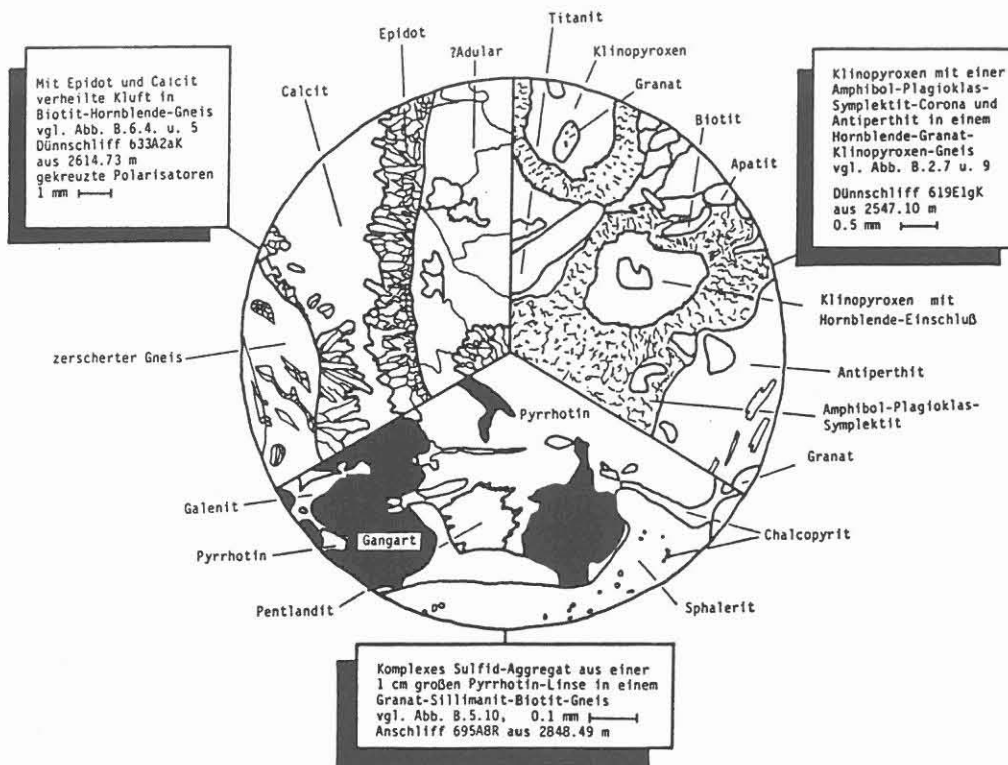 Titanit
Epidot
?Adular
Klinopyroxen
Granat
Calcit
Biotit
Apatit
Mit Epidot und Calcit
verheilte Kluft in
Biotit-Hornblende-Gneis
vgl. Abb. B.6.4. u. 5
Dünnschliff 633A2aK
aus 2614.73 m
gekreuzte Polarisatoren
1 mm
Klinopyroxen mit einer
Amphibol-Plagioklas-
Symplektit-Corona und
Antiperthit in einem
Hornblende-Granat-
Klinopyroxen-Gneis
vgl. Abb. B.2.7 u. 9
Dünnschliff 619E1gK
aus 2547.10 m
0.5 mm
Klinopyroxen mit
Hornblende-Einschluß
zerscherter Gneis
Antiperthit
Amphibol-Plagioklas-
Symplektit
Pyrrhotin
Granat
Galenit
Chalcopyrit
Gangart
Pyrrhotin
Pentlandit
Sphalerit
Komplexes Sulfid-Aggregat aus einer
1 cm großen Pyrrhotin-Linse in einem
Granat-Sillimanit-Biotit-Gneis
vgl. Abb. B.5.10, 0.1 mm
Anschliff 695A8R aus 2848.49 m